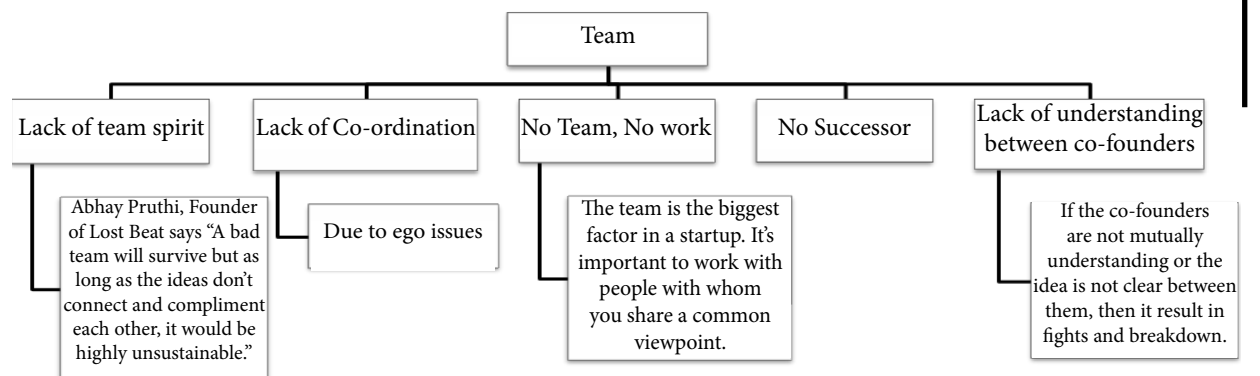 Team
Lack of team spirit
Abhay Pruthi, Founder
of Lost Beat says “A bad
team will survive but as
long as the ideas don’t
connect and compliment
each other, it would be
highly unsustainable.”
Lack of Co-ordination
Due to ego issues
No Team, No work
The team is the biggest
factor in a startup. It’s
important to work with
people with whom
you share a common
viewpoint.
No Successor
Lack of understanding
between co-founders
If the co-founders
are not mutually
understanding or the
idea is not clear between
them, then it result in
fights and breakdown.